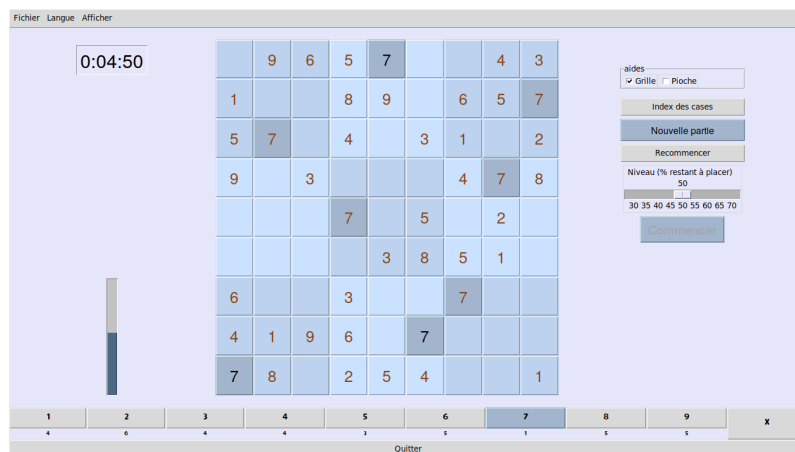 Fichier Langue Afficher
0:04:50
9 6 5 7 4 3
1 8 9 6 5 7
5 7 4 3 1 2
9 3 4 7 8
7 5 2
3 8 5 1
6 3 7
4 1 9 6 7
7 8 2 5 4 1
aides
Grille Pioche
Index des cases
Nouvelle partie
Recommencer
Niveau (% restant à placer)
50
30 35 40 45 50 55 60 65 70
Commencer
1 2 3 4 5 6 7 8 9 x
4 6 4 4 3 5 1 5 5
Quitter